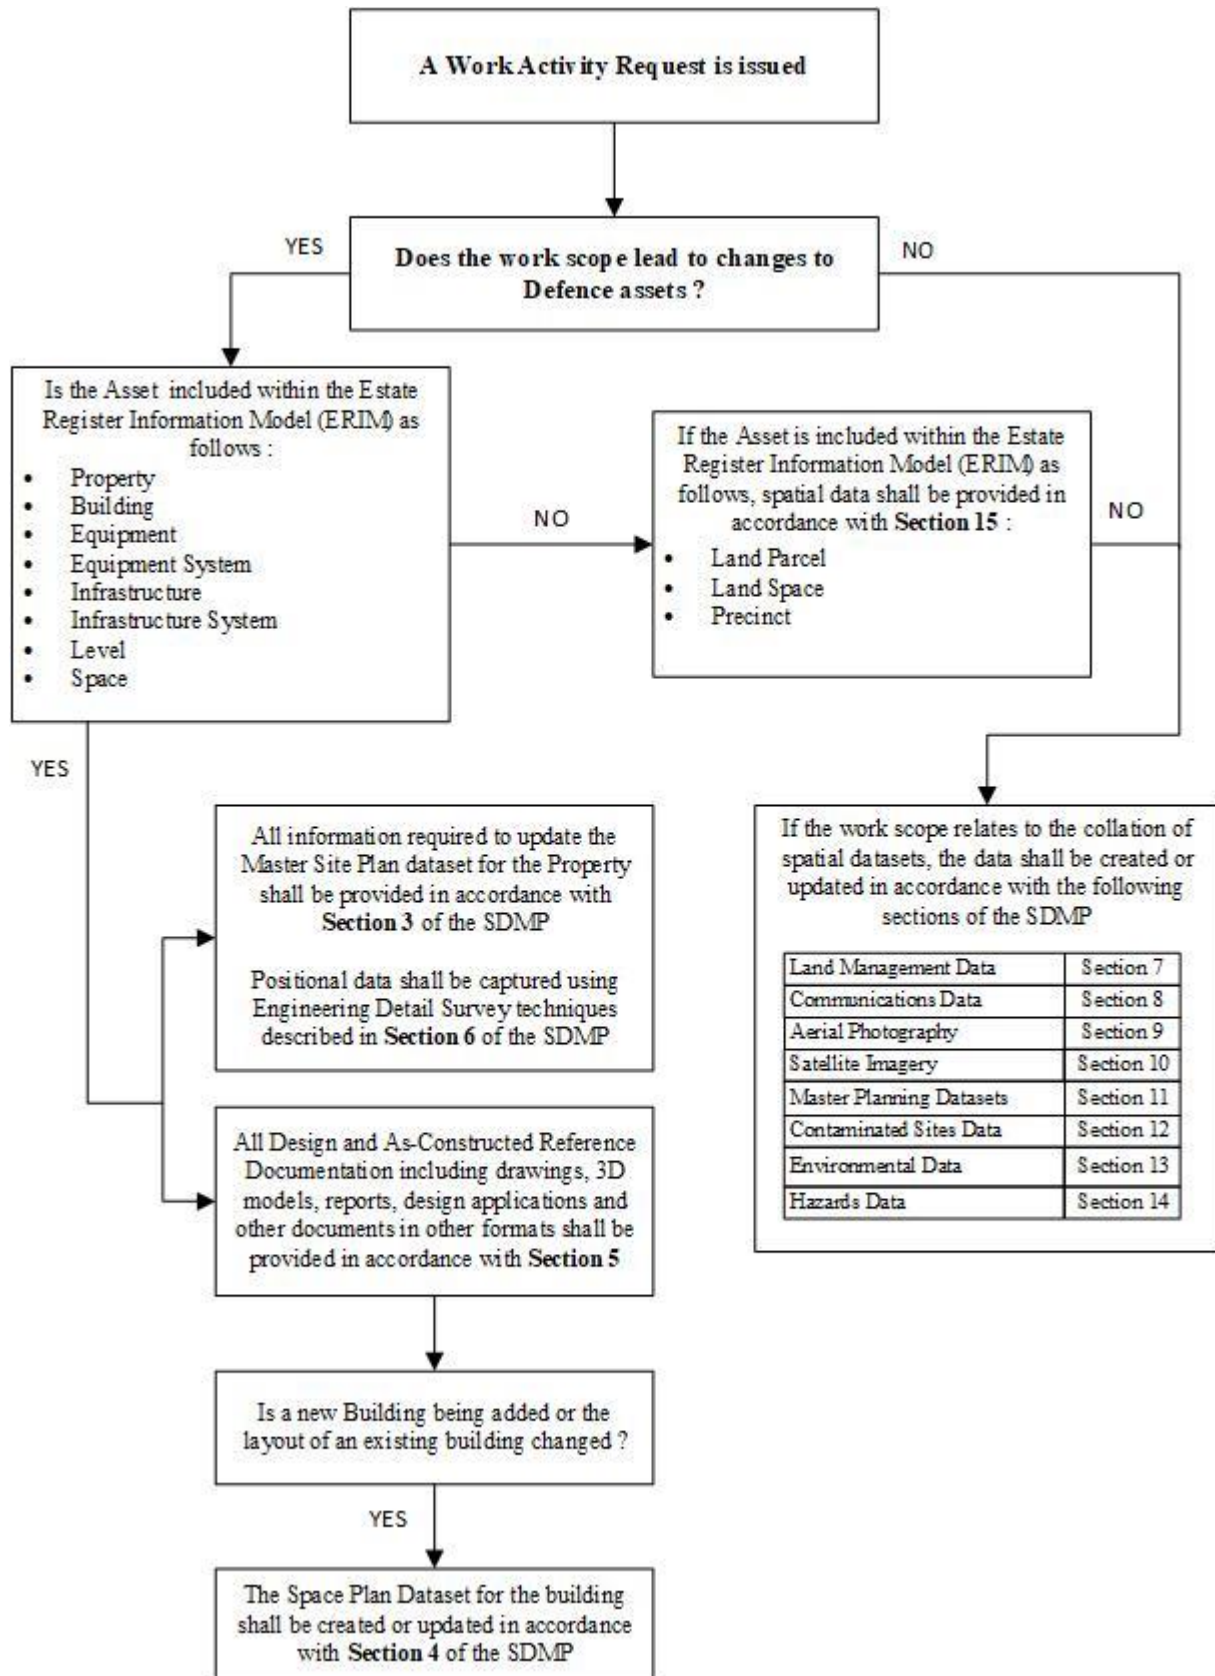 A Work Activity Request is issued
YES
Does the work scope lead to changes to
Defence assets ?
NO
Is the Asset included within the Estate
Register Information Model (ERIM) as
follows :
• Property
• Building
• Equipment
• Equipment System
• Infrastructure
• Infrastructure System
• Level
• Space
NO
If the Asset is included within the Estate
Register Information Model (ERIM) as
follows, spatial data shall be provided in
accordance with Section 15 :
• Land Parcel
• Land Space
• Precinct
NO
YES
All information required to update the
Master Site Plan dataset for the Property
shall be provided in accordance with
Section 3 of the SDMP
Positional data shall be captured using
Engineering Detail Survey techniques
described in Section 6 of the SDMP
If the work scope relates to the collation of
spatial datasets, the data shall be created or
updated in accordance with the following
sections of the SDMP
Land Management Data Section 7
Communications Data Section 8
Aerial Photography Section 9
Satellite Imagery Section 10
Master Planning Datasets Section 11
Contaminated Sites Data Section 12
Environmental Data Section 13
Hazards Data Section 14
All Design and As-Constructed Reference
Documentation including drawings, 3D
models, reports, design applications and
other documents in other formats shall be
provided in accordance with Section 5
Is a new Building being added or the
layout of an existing building changed ?
YES
The Space Plan Dataset for the building
shall be created or updated in accordance
with Section 4 of the SDMP